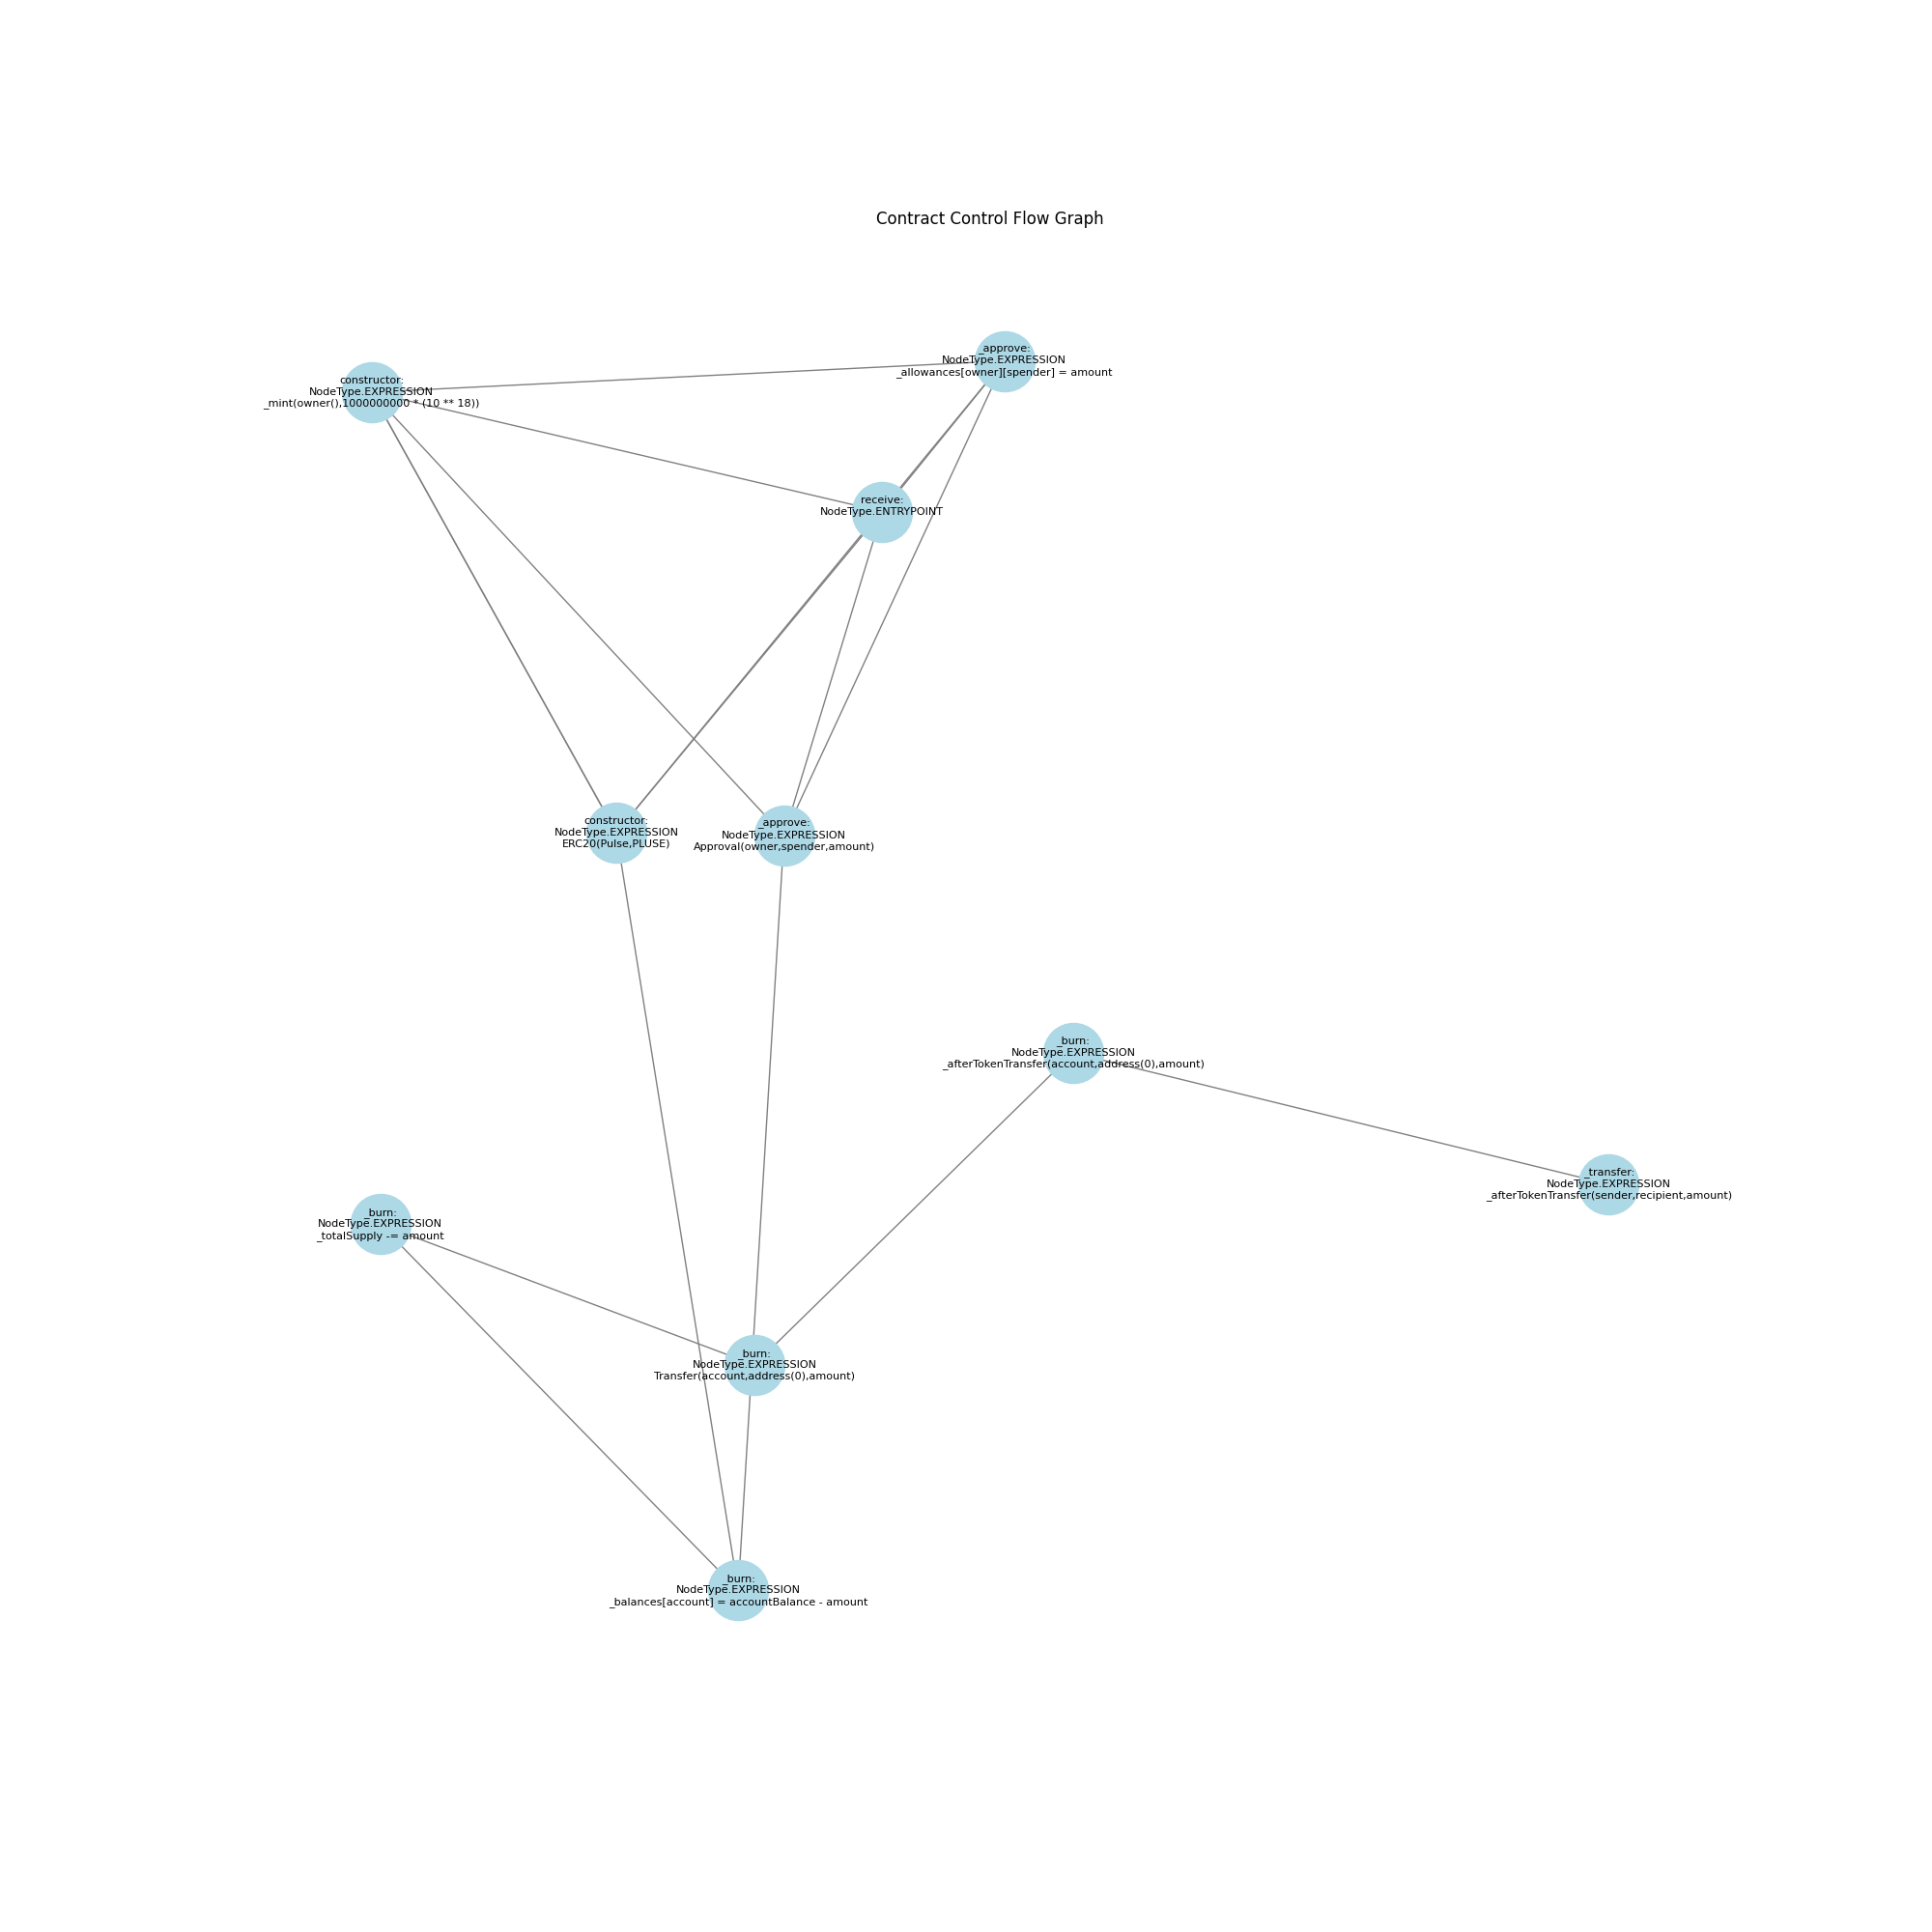 Contract Control Flow Graph
_approve:
NodeType.EXPRESSION
_allowances[owner][spender] = amount
constructor:
NodeType.EXPRESSION
_mint(owner(),1000000000 * (10 ** 18))
receive:
NodeType.ENTRYPOINT
constructor:
NodeType.EXPRESSION
ERC20(Pulse,PLUSE)
_approve:
NodeType.EXPRESSION
Approval(owner,spender,amount)
_burn:
NodeType.EXPRESSION
_afterTokenTransfer(account,address(0),amount)
_transfer:
NodeType.EXPRESSION
_afterTokenTransfer(sender,recipient,amount)
_burn:
NodeType.EXPRESSION
_totalSupply -= amount
_burn:
NodeType.EXPRESSION
Transfer(account,address(0),amount)
_burn:
NodeType.EXPRESSION
_balances[account] = accountBalance - amount